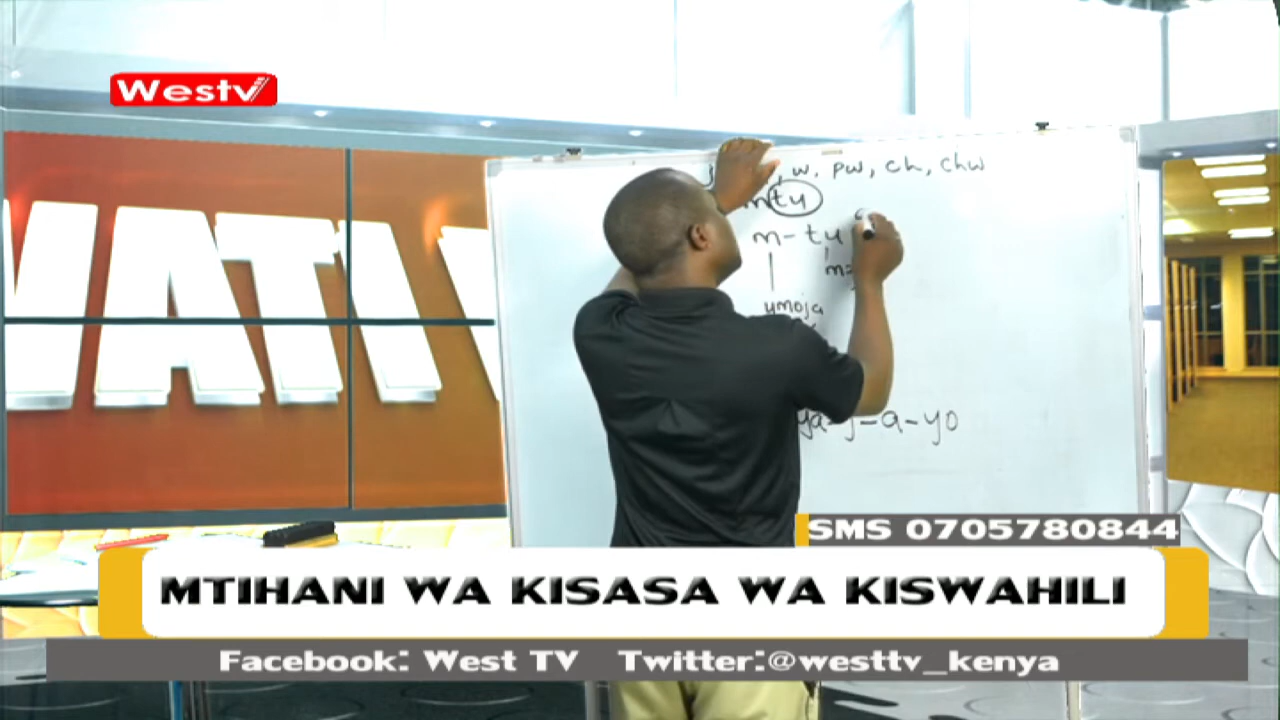 Westv
w, pw, ch, chw
mtu
m-tu
m=
umoja
ya-j-a-yo
SMS 0705780844
MTIHANI WA KISASA WA KISWAHILI
Facebook: West TV Twitter:@westtv_kenya